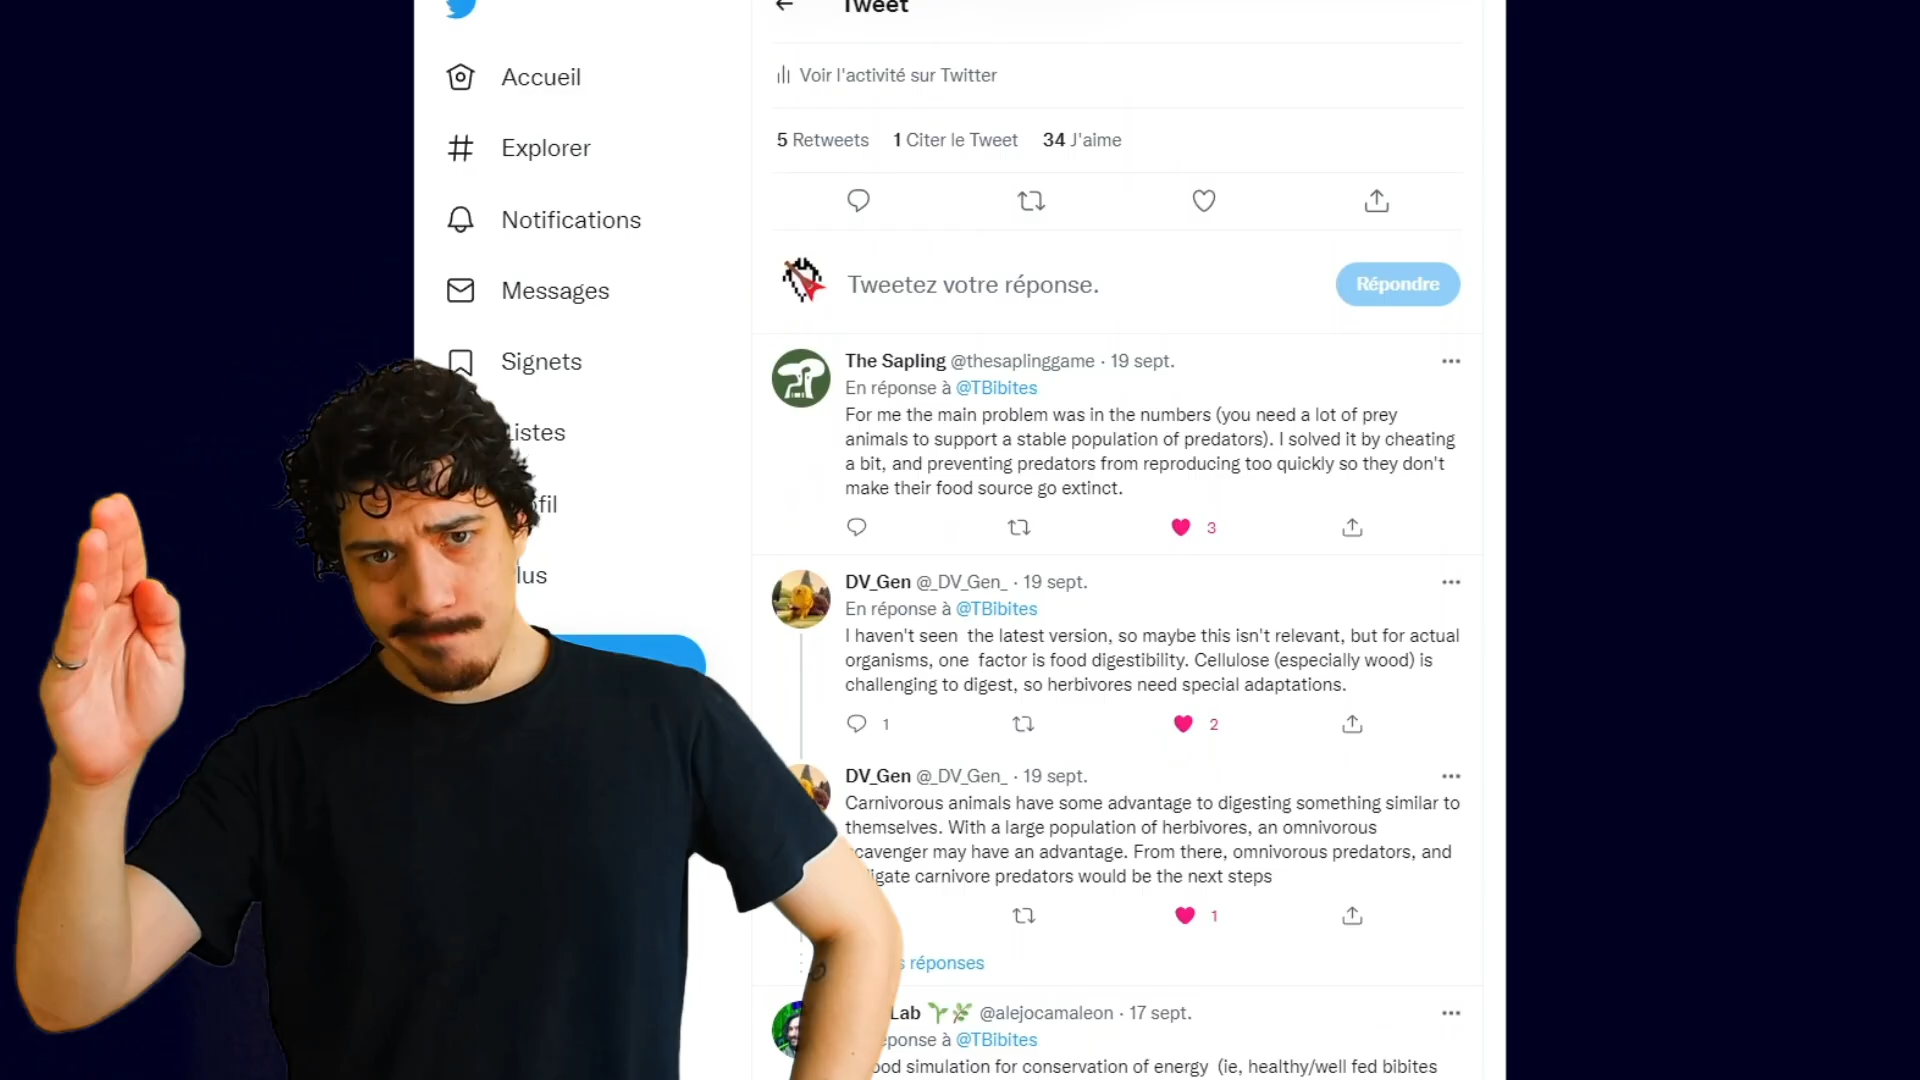 Tweet
Accueil
Explorer
Notifications
Messages
Signets
Voir l'activité sur Twitter
5 Retweets 1 Citer le Tweet 34 J'aime
Tweetez votre réponse.
Répondre
The Sapling @thesaplinggame · 19 sept.
En réponse à @TBibites
For me the main problem was in the numbers (you need a lot of prey
animals to support a stable population of predators). I solved it by cheating
a bit, and preventing predators from reproducing too quickly so they don't
make their food source go extinct.
3
DV_Gen @_DV_Gen_ · 19 sept.
En réponse à @TBibites
I haven't seen the latest version, so maybe this isn't relevant, but for actual
organisms, one factor is food digestibility. Cellulose (especially wood) is
challenging to digest, so herbivores need special adaptations.
1 2
DV_Gen @_DV_Gen_ · 19 sept.
Carnivorous animals have some advantage to digesting something similar to
themselves. With a large population of herbivores, an omnivorous
scavenger may have an advantage. From there, omnivorous predators, and
carnivore predators would be the next steps
1
réponses
Lab @alejocamaleon · 17 sept.
@TBibites
simulation for conservation of energy (ie, healthy/well fed bibites